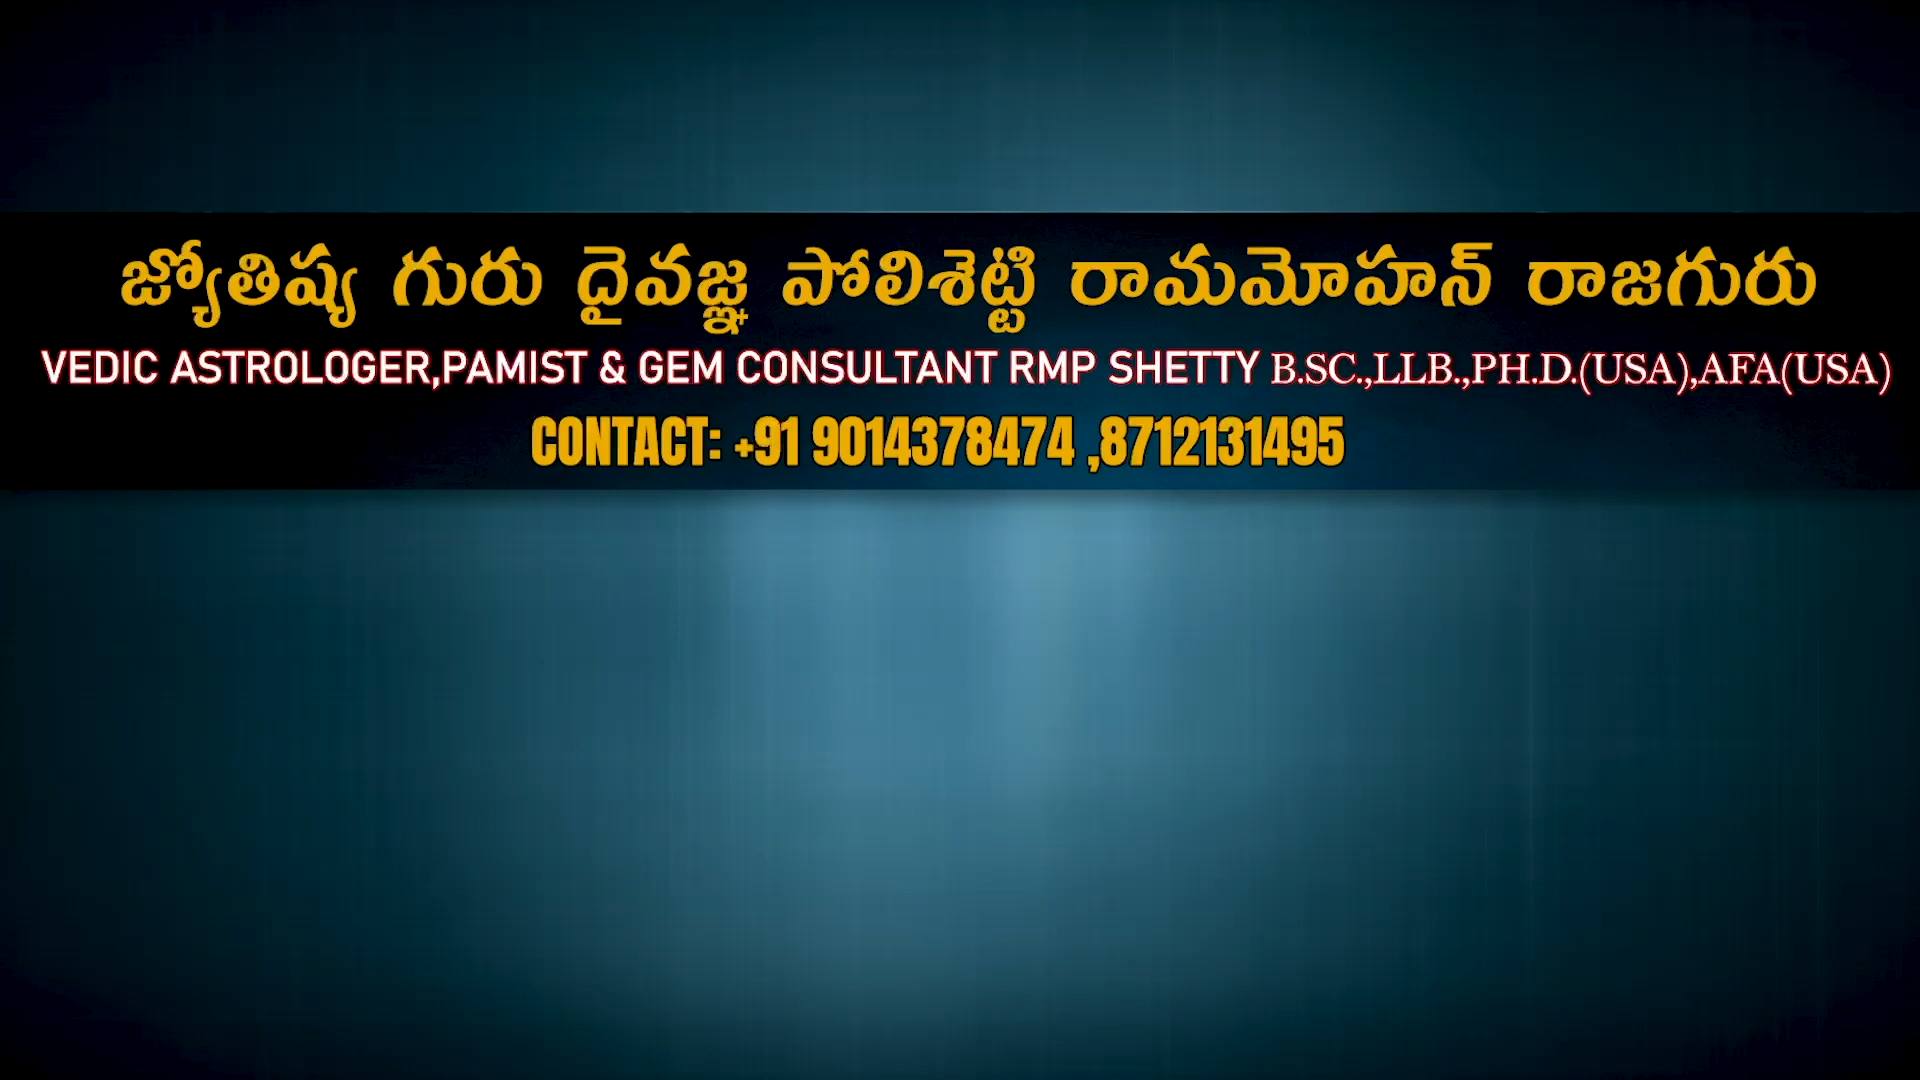 జ్యోతిష్య గురు దైవజ్ఞ పోలిశెట్టి రామమోహన్ రాజగురు
VEDIC ASTROLOGER,PAMIST & GEM CONSULTANT RMP SHETTY B.SC.,LLB.,PH.D.(USA),AFA(USA)
CONTACT: +91 9014378474 ,8712131495